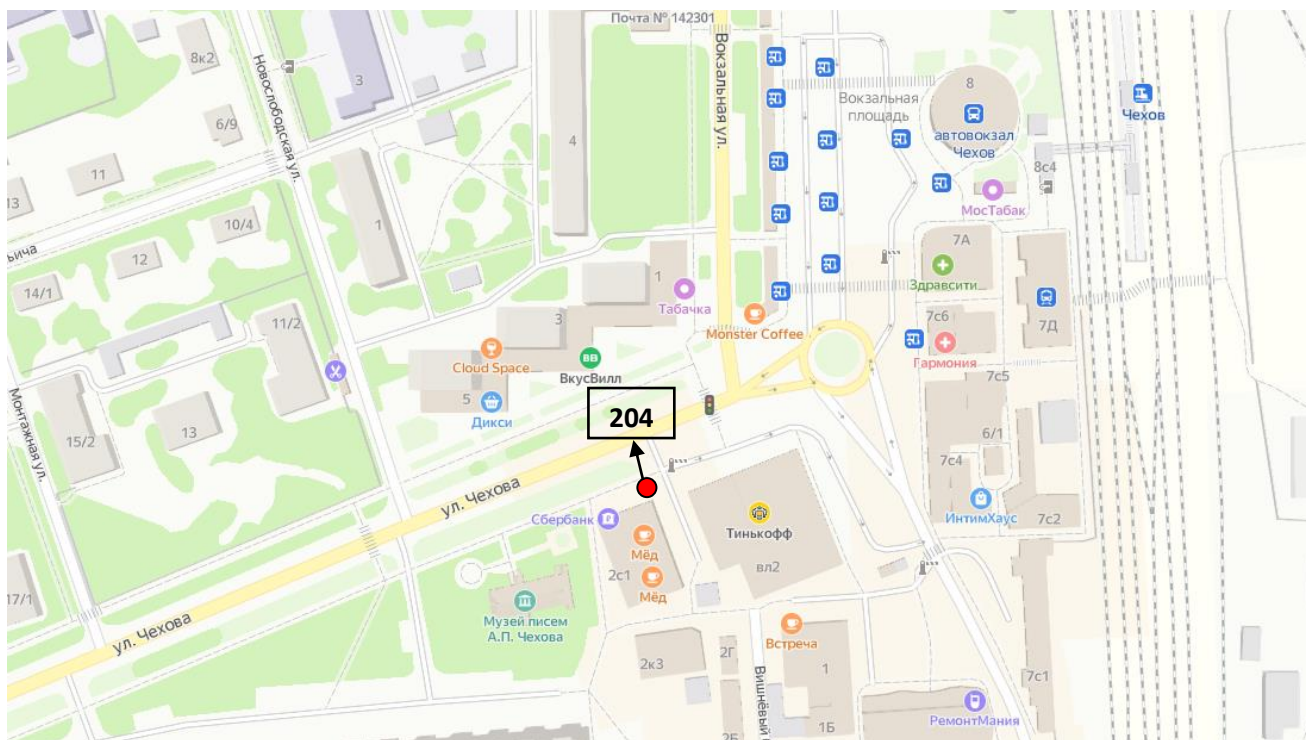 Почта № 142301
8к2
3
Новослободская ул.
Вокзальная ул.
8
Вокзальная
площадь
Чехов
автовокзал
Чехов
6/9
4
11
13
8с4
МосТабак
10/4
1
12
ьича
7А
14/1
Здравсити
1
Табачка
7Д
11/2
3
Monster Coffee
7с6
Гармония
Cloud Space
ВкусВилл
7с5
5
Дикси
204
Монтажная ул.
15/2
13
6/1
7с4
ул. Чехова
ИнтимХаус
7с2
Сбербанк
Тинькофф
Мёд
2с1
вл2
Мёд
17/1
ул. Чехова
Музей писем
А.П. Чехова
Встреча
2к3
2Г
1
Вишнёвый
7с1
РемонтМания
1Б
2Б